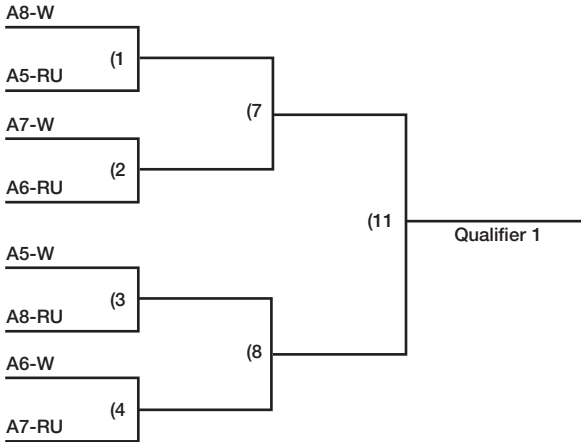 A8-W
(1
A5-RU
(7
A7-W
(2
A6-RU
(11
Qualifier 1
A5-W
(3
A8-RU
(8
A6-W
(4
A7-RU